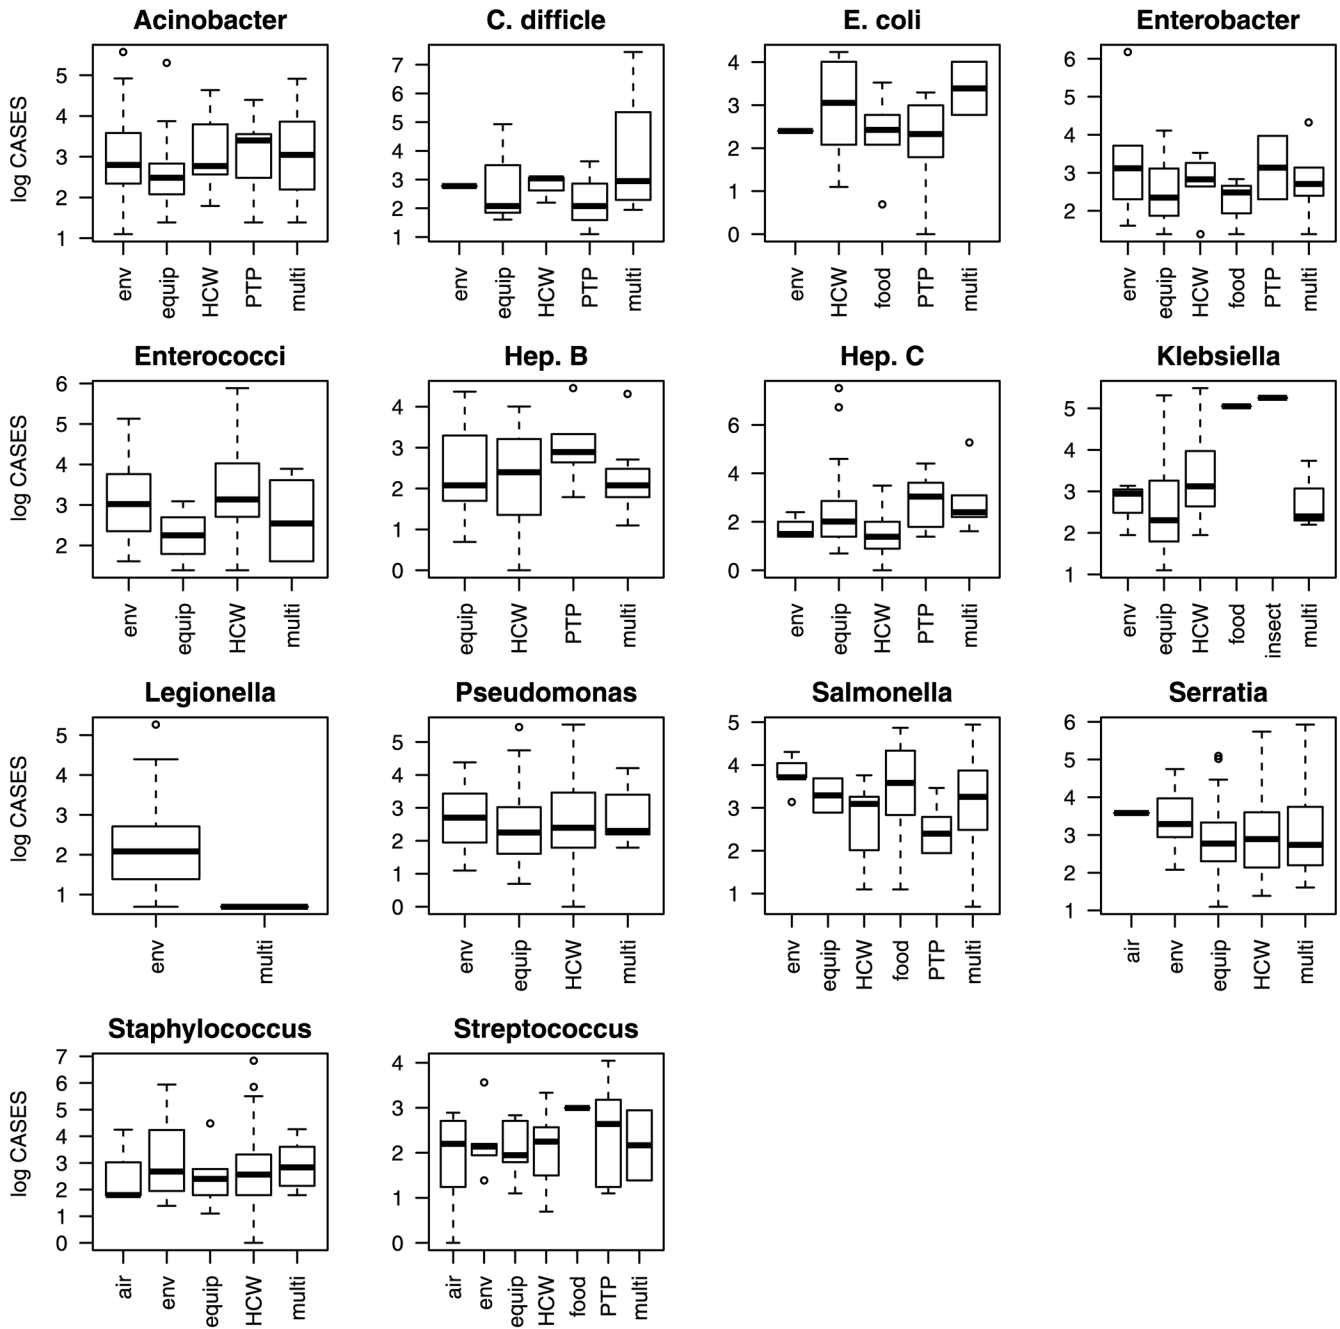 Acinobacter
log CASES
5
4
3
2
1
env
equip
HCW
PTP
multi
C. difficle
7
6
5
4
3
2
1
env
equip
HCW
PTP
multi
E. coli
4
3
2
1
0
env
HCW
food
PTP
multi
Enterobacter
6
5
4
3
2
env
equip
HCW
food
PTP
multi
Enterococci
log CASES
6
5
4
3
2
env
equip
HCW
multi
Hep. B
4
3
2
1
0
equip
HCW
PTP
multi
Hep. C
6
4
2
0
env
equip
HCW
PTP
multi
Klebsiella
5
4
3
2
1
env
equip
HCW
food
insect
multi
Legionella
log CASES
5
4
3
2
1
env
multi
Pseudomonas
5
4
3
2
1
0
env
equip
HCW
multi
Salmonella
5
4
3
2
1
env
equip
HCW
food
PTP
multi
Serratia
6
5
4
3
2
1
air
env
equip
HCW
multi
Staphylococcus
log CASES
7
6
5
4
3
2
1
0
air
env
equip
HCW
multi
Streptococcus
4
3
2
1
0
air
env
equip
HCW
food
PTP
multi